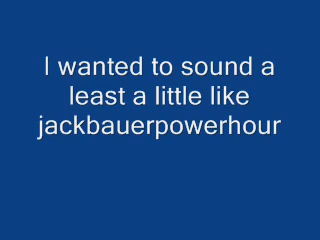 I wanted to sound a
least a little like
jackbauerpowerhour